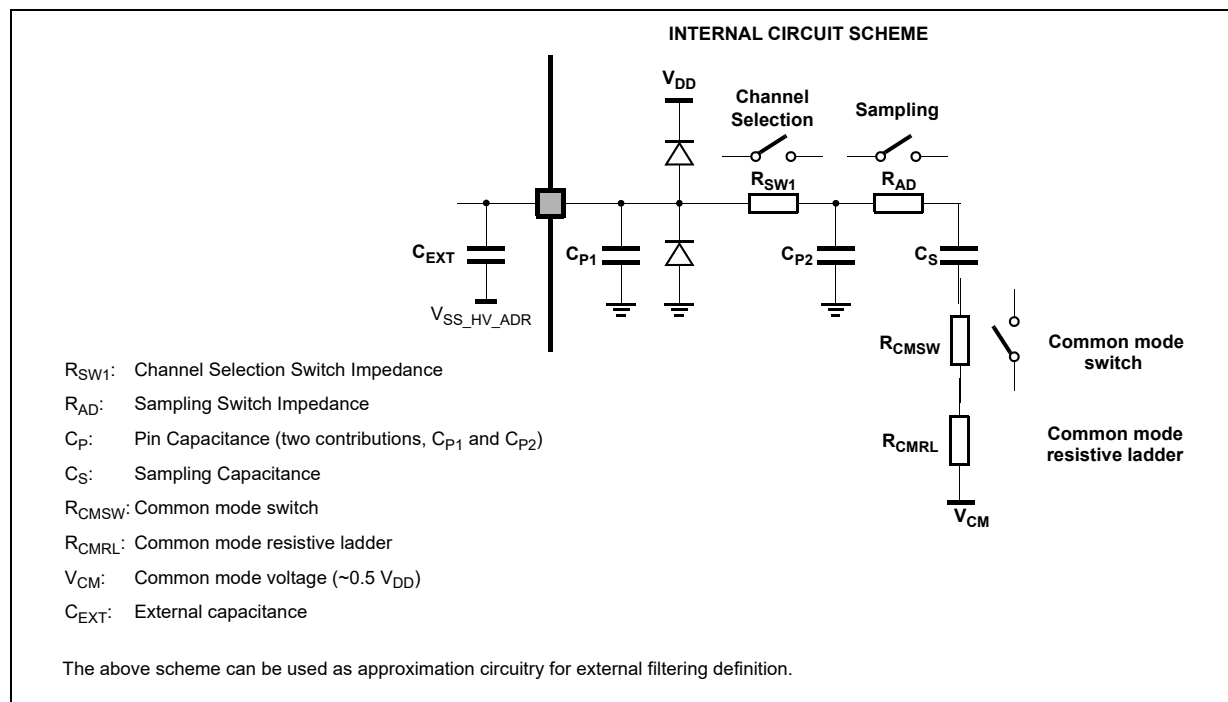 INTERNAL CIRCUIT SCHEME
VDD
Channel
Selection
Sampling
RSW1
RAD
CEXT
CP1
CP2
CS
VSS_HV_ADR
RCMSW
Common mode
switch
RCMRL
Common mode
resistive ladder
VCM
RSW1: Channel Selection Switch Impedance
RAD: Sampling Switch Impedance
CP: Pin Capacitance (two contributions, CP1 and CP2)
CS: Sampling Capacitance
RCMSW: Common mode switch
RCMRL: Common mode resistive ladder
VCM: Common mode voltage (~0.5 VDD)
CEXT: External capacitance
The above scheme can be used as approximation circuitry for external filtering definition.